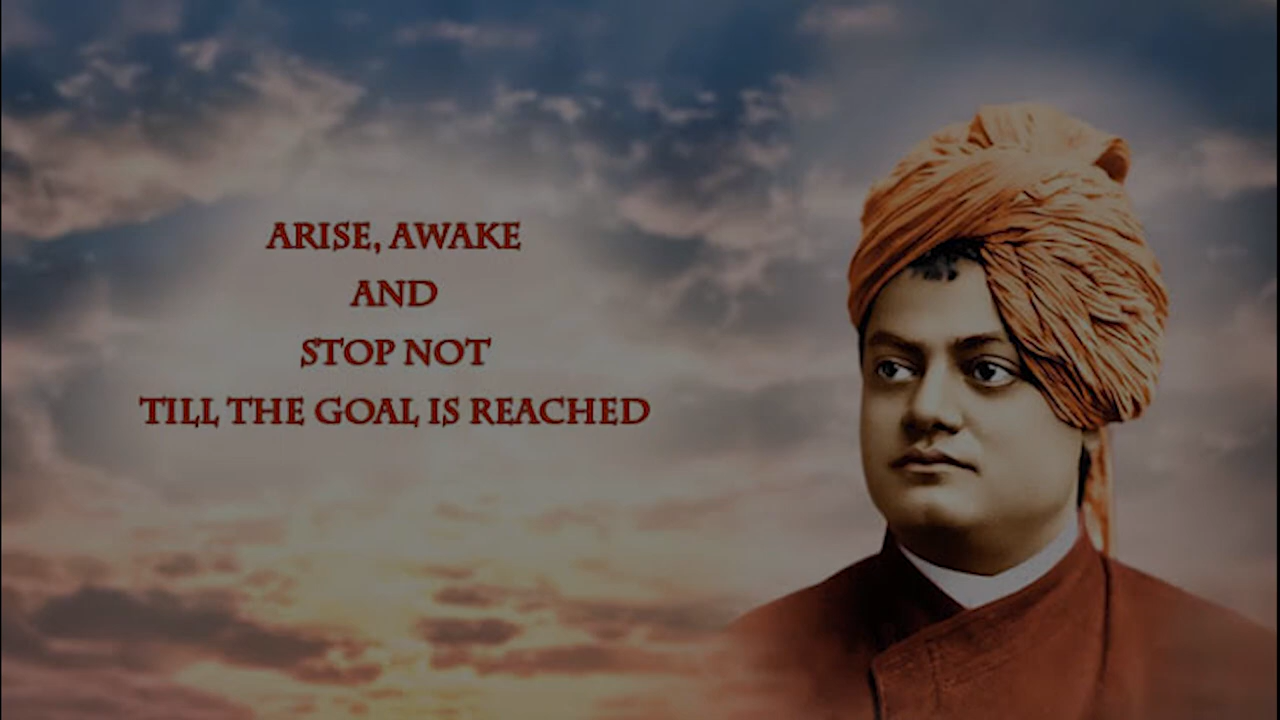 ARISE, AWAKE
AND
STOP NOT
TILL THE GOAL IS REACHED